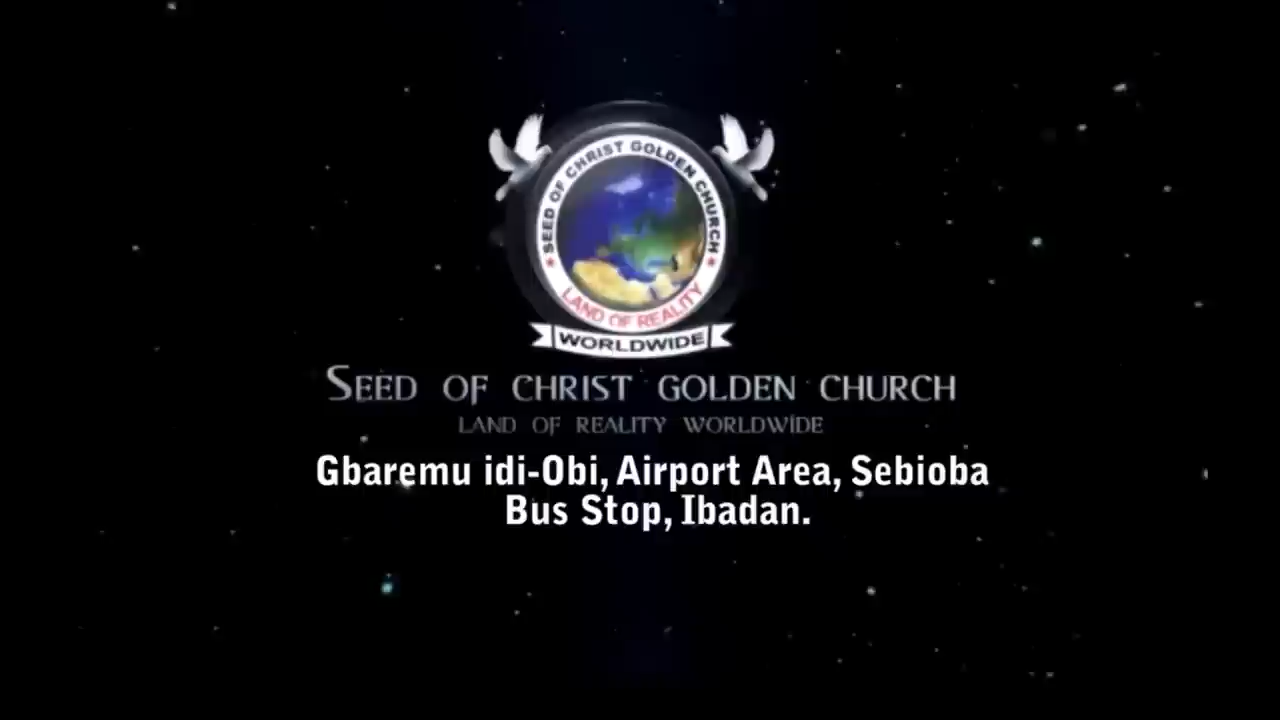 SEED OF CHRIST GOLDEN CHURCH
LAND OF REALITY
WORLDWIDE
SEED OF CHRIST GOLDEN CHURCH
LAND OF REALITY WORLDWIDE
Gbaremu idi-Obi, Airport Area, Sebioba
Bus Stop, Ibadan.